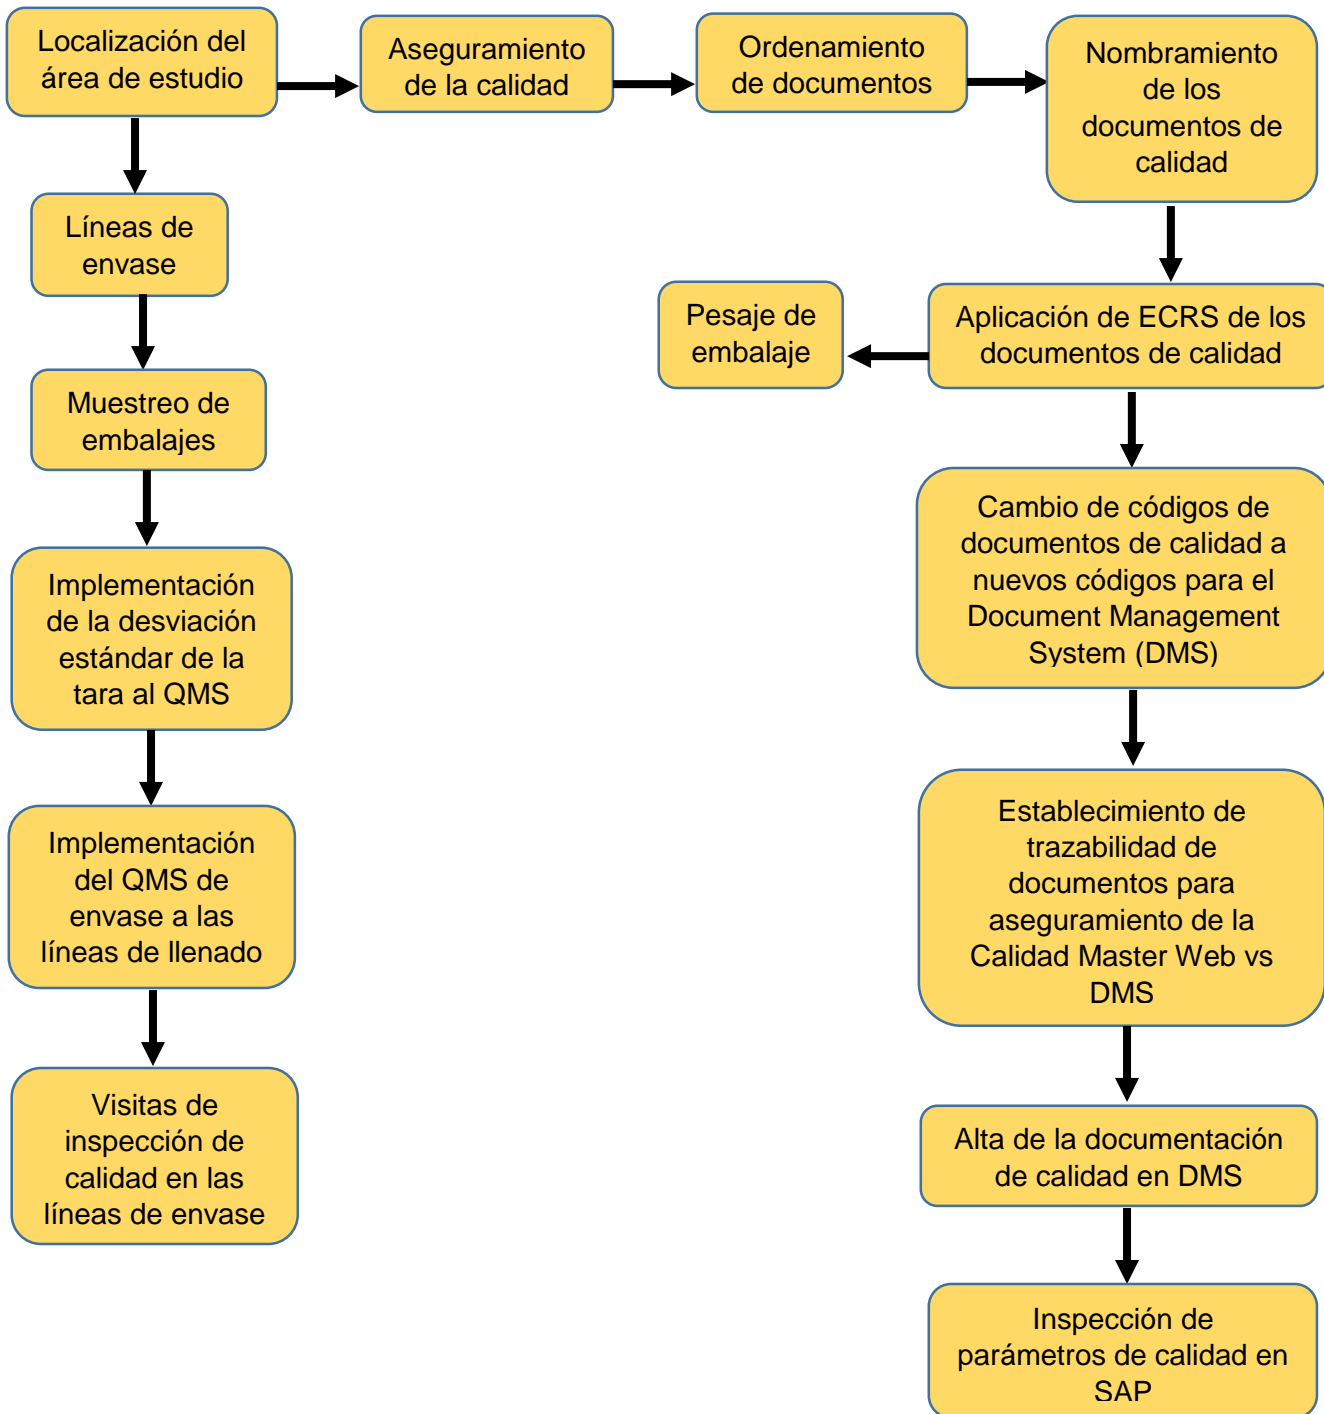 Localización del
área de estudio
Aseguramiento
de la calidad
Ordenamiento
de documentos
Nombramiento
de los
documentos de
calidad
Líneas de
envase
Pesaje de
embalaje
Aplicación de ECRS de los
documentos de calidad
Muestreo de
embalajes
Cambio de códigos de
documentos de calidad a
nuevos códigos para el
Document Management
System (DMS)
Implementación
de la desviación
estándar de la
tara al QMS
Establecimiento de
trazabilidad de
documentos para
aseguramiento de la
Calidad Master Web vs
DMS
Implementación
del QMS de
envase a las
líneas de llenado
Visitas de
inspección de
calidad en las
líneas de envase
Alta de la documentación
de calidad en DMS
Inspección de
parámetros de calidad en
SAP